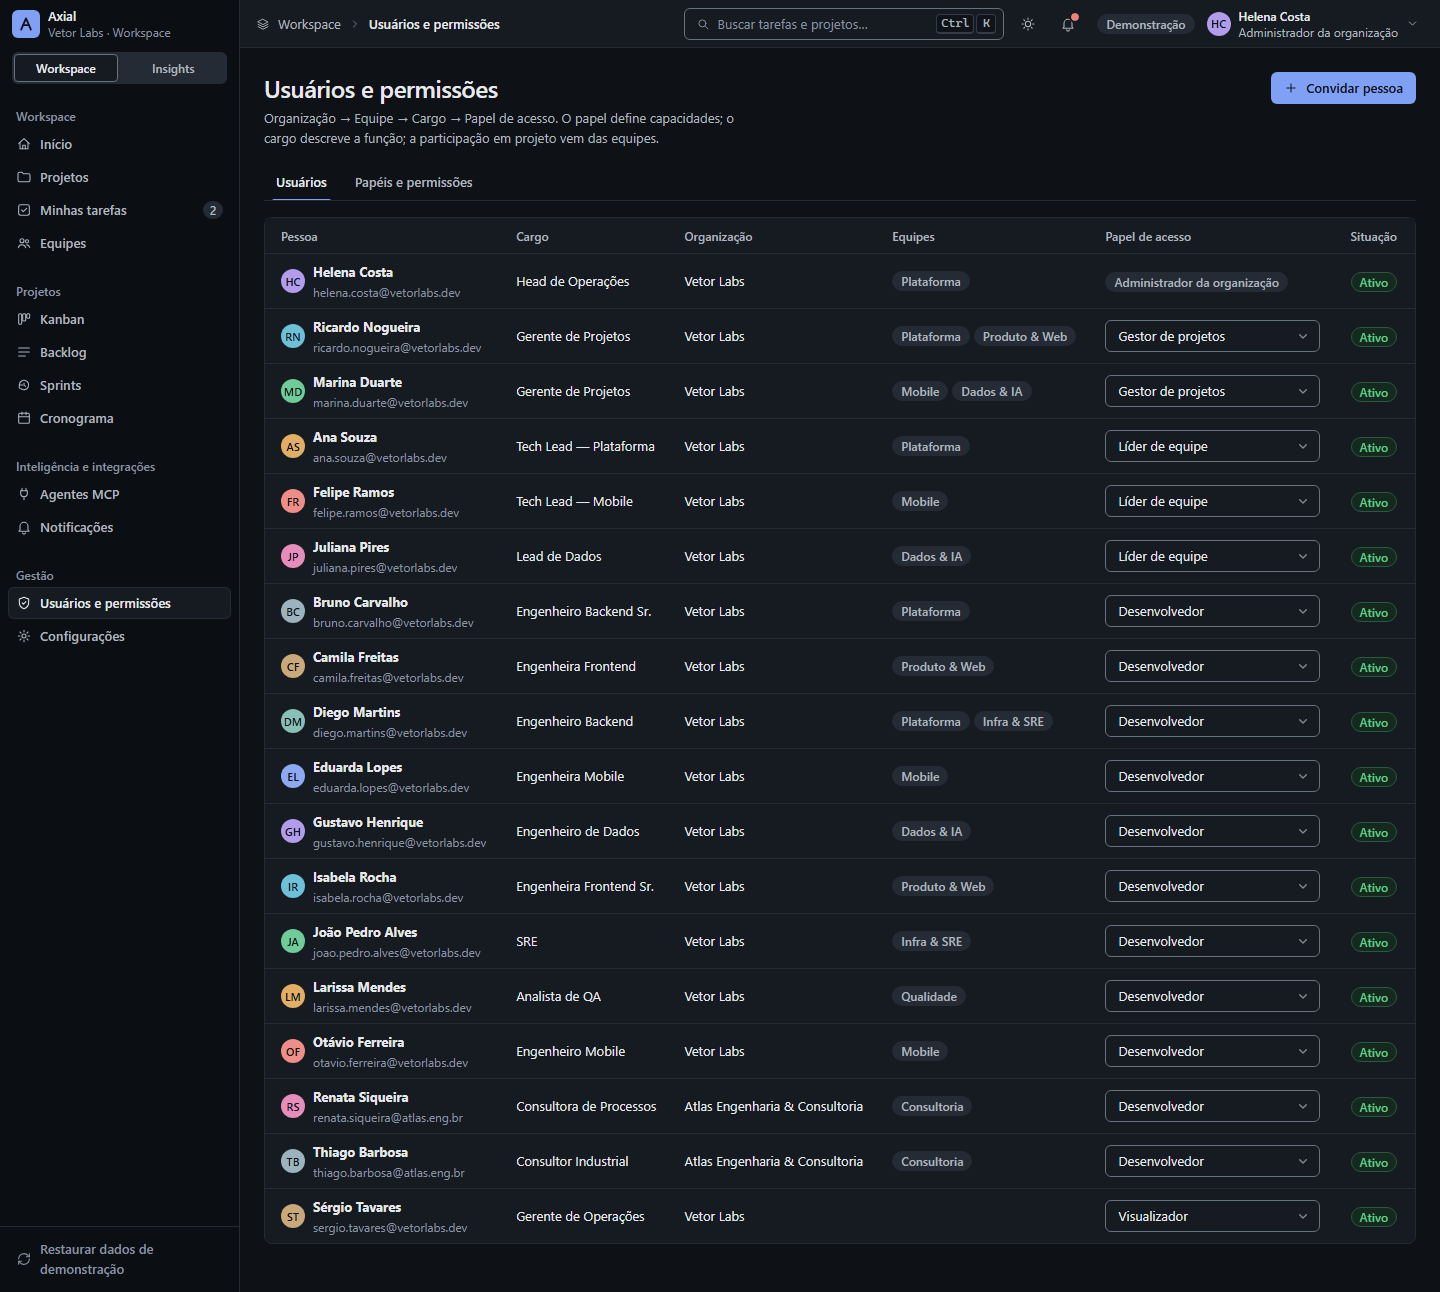 Axial
Vetor Labs · Workspace
Workspace
Insights
Workspace
Início
Projetos
Minhas tarefas
2
Equipes
Projetos
Kanban
Backlog
Sprints
Cronograma
Inteligência e integrações
Agentes MCP
Notificações
Gestão
Usuários e permissões
Configurações
Restaurar dados de
demonstração
Workspace
Usuários e permissões
Buscar tarefas e projetos...
Ctrl K
Demonstração
HC
Helena Costa
Administrador da organização
Usuários e permissões
Organização → Equipe → Cargo → Papel de acesso. O papel define capacidades; o
cargo descreve a função; a participação em projeto vem das equipes.
Convidar pessoa
Usuários
Papéis e permissões
Pessoa Cargo Organização Equipes Papel de acesso Situação
HC Helena Costa
helena.costa@vetorlabs.dev
Head de Operações Vetor Labs Plataforma Administrador da organização Ativo
RN Ricardo Nogueira
ricardo.nogueira@vetorlabs.dev
Gerente de Projetos Vetor Labs Plataforma Produto & Web Gestor de projetos Ativo
MD Marina Duarte
marina.duarte@vetorlabs.dev
Gerente de Projetos Vetor Labs Mobile Dados & IA Gestor de projetos Ativo
AS Ana Souza
ana.souza@vetorlabs.dev
Tech Lead — Plataforma Vetor Labs Plataforma Líder de equipe Ativo
FR Felipe Ramos
felipe.ramos@vetorlabs.dev
Tech Lead — Mobile Vetor Labs Mobile Líder de equipe Ativo
JP Juliana Pires
juliana.pires@vetorlabs.dev
Lead de Dados Vetor Labs Dados & IA Líder de equipe Ativo
BC Bruno Carvalho
bruno.carvalho@vetorlabs.dev
Engenheiro Backend Sr. Vetor Labs Plataforma Desenvolvedor Ativo
CF Camila Freitas
camila.freitas@vetorlabs.dev
Engenheira Frontend Vetor Labs Produto & Web Desenvolvedor Ativo
DM Diego Martins
diego.martins@vetorlabs.dev
Engenheiro Backend Vetor Labs Plataforma Infra & SRE Desenvolvedor Ativo
EL Eduarda Lopes
eduarda.lopes@vetorlabs.dev
Engenheira Mobile Vetor Labs Mobile Desenvolvedor Ativo
GH Gustavo Henrique
gustavo.henrique@vetorlabs.dev
Engenheiro de Dados Vetor Labs Dados & IA Desenvolvedor Ativo
IR Isabela Rocha
isabela.rocha@vetorlabs.dev
Engenheira Frontend Sr. Vetor Labs Produto & Web Desenvolvedor Ativo
JA João Pedro Alves
joao.pedro.alves@vetorlabs.dev
SRE Vetor Labs Infra & SRE Desenvolvedor Ativo
LM Larissa Mendes
larissa.mendes@vetorlabs.dev
Analista de QA Vetor Labs Qualidade Desenvolvedor Ativo
OF Otávio Ferreira
otavio.ferreira@vetorlabs.dev
Engenheiro Mobile Vetor Labs Mobile Desenvolvedor Ativo
RS Renata Siqueira
renata.siqueira@atlas.eng.br
Consultora de Processos Atlas Engenharia & Consultoria Consultoria Desenvolvedor Ativo
TB Thiago Barbosa
thiago.barbosa@atlas.eng.br
Consultor Industrial Atlas Engenharia & Consultoria Consultoria Desenvolvedor Ativo
ST Sérgio Tavares
sergio.tavares@vetorlabs.dev
Gerente de Operações Vetor Labs Visualizador Ativo